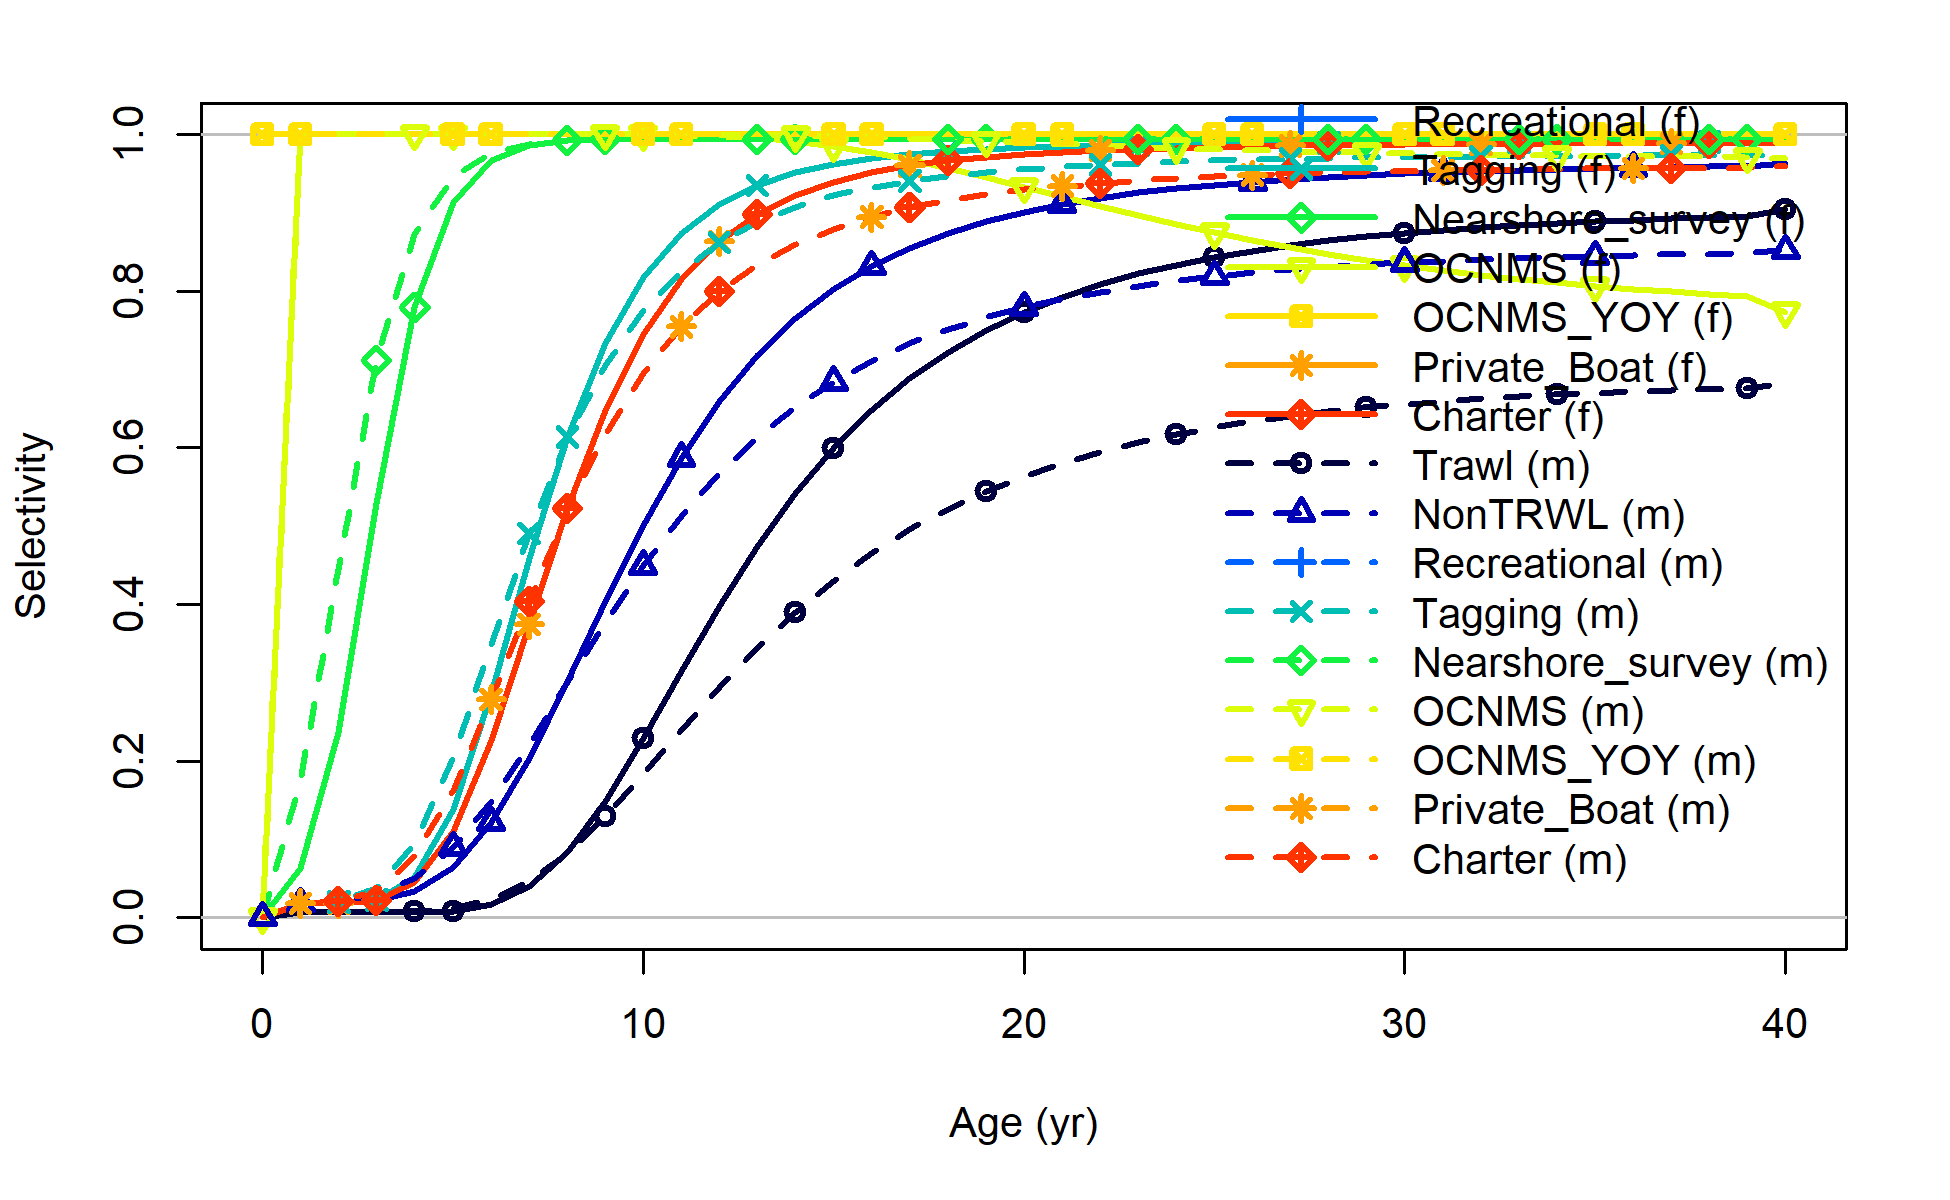 Recreational (f)
Tagging (f)
Nearshore_survey (f)
OCNMS (f)
OCNMS_YOY (f)
Private_Boat (f)
Charter (f)
Trawl (m)
NonTRWL (m)
Recreational (m)
Tagging (m)
Nearshore_survey (m)
OCNMS (m)
OCNMS_YOY (m)
Private_Boat (m)
Charter (m)
1.0
0.8
0.6
0.4
0.2
0.0
Selectivity
0 10 20 30 40
Age (yr)